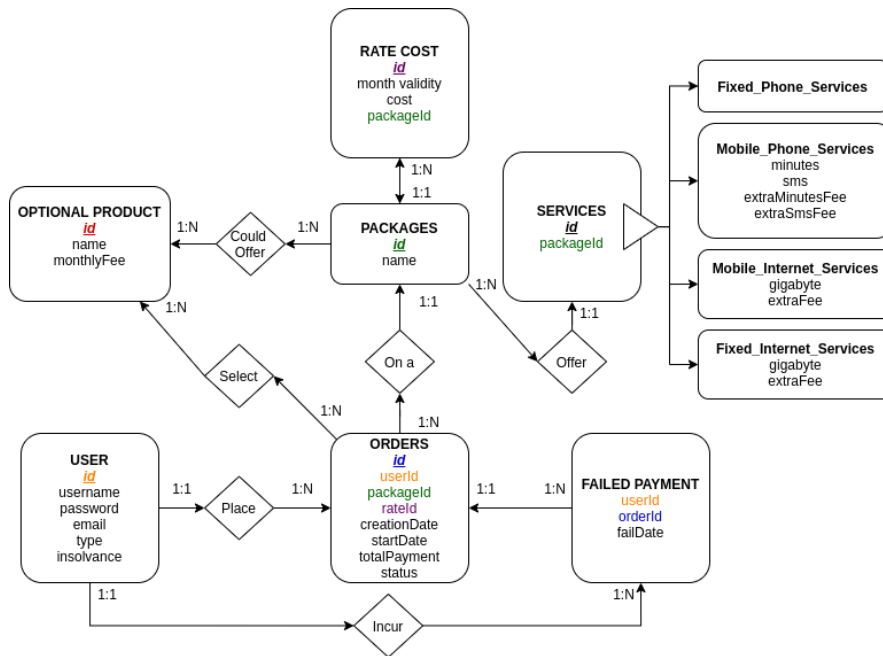 RATE COST
id
month validity
cost
packageId
1:N
1:1
OPTIONAL PRODUCT
id
name
monthlyFee
1:N
Could
Offer
1:N
PACKAGES
id
name
SERVICES
id
packageId
Fixed_Phone_Services
Mobile_Phone_Services
minutes
sms
extraMinutesFee
extraSmsFee
Mobile_Internet_Services
gigabyte
extraFee
Fixed_Internet_Services
gigabyte
extraFee
1:N
1:1
1:N
1:1
Select
On a
Offer
1:N
1:N
USER
id
username
password
email
type
insolvance
1:1
Place
1:N
ORDERS
id
userId
packageId
rateId
creationDate
startDate
totalPayment
status
1:1
1:N
FAILED PAYMENT
userId
orderId
failDate
1:1
Incur
1:N